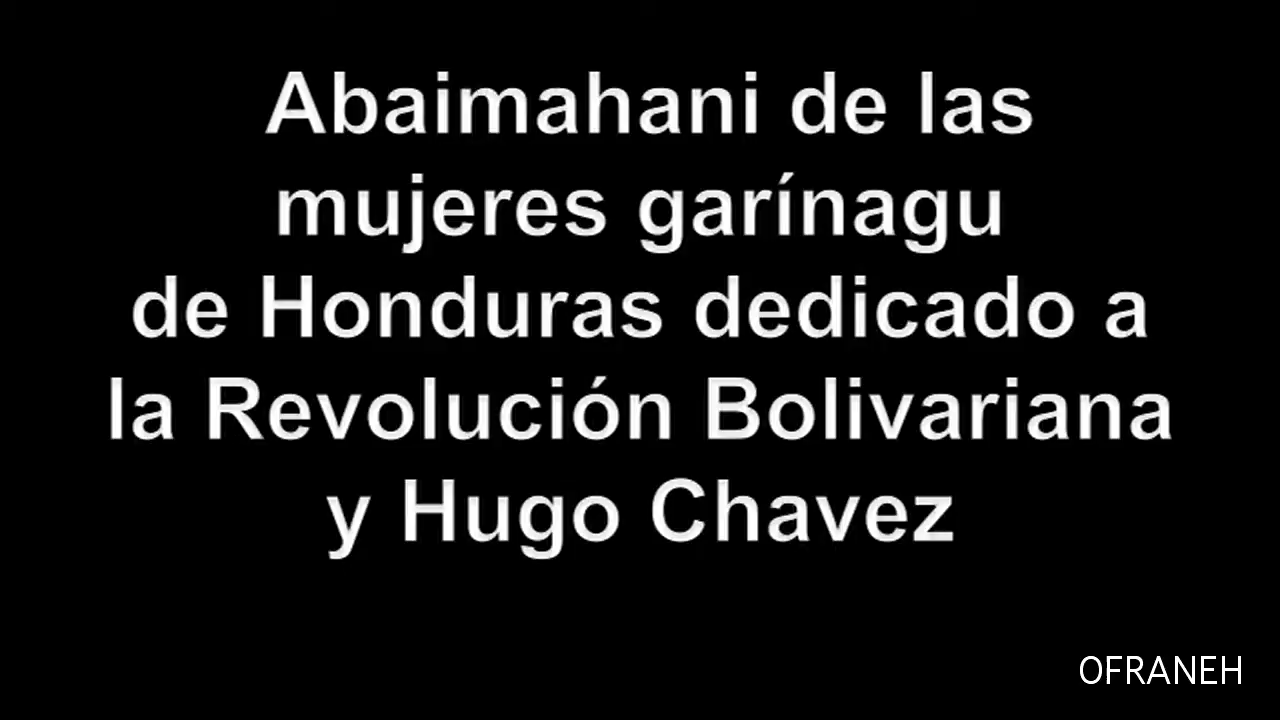 Abaimahani de las
mujeres garínagu
de Honduras dedicado a
la Revolución Bolivariana
y Hugo Chavez
OFRANEH